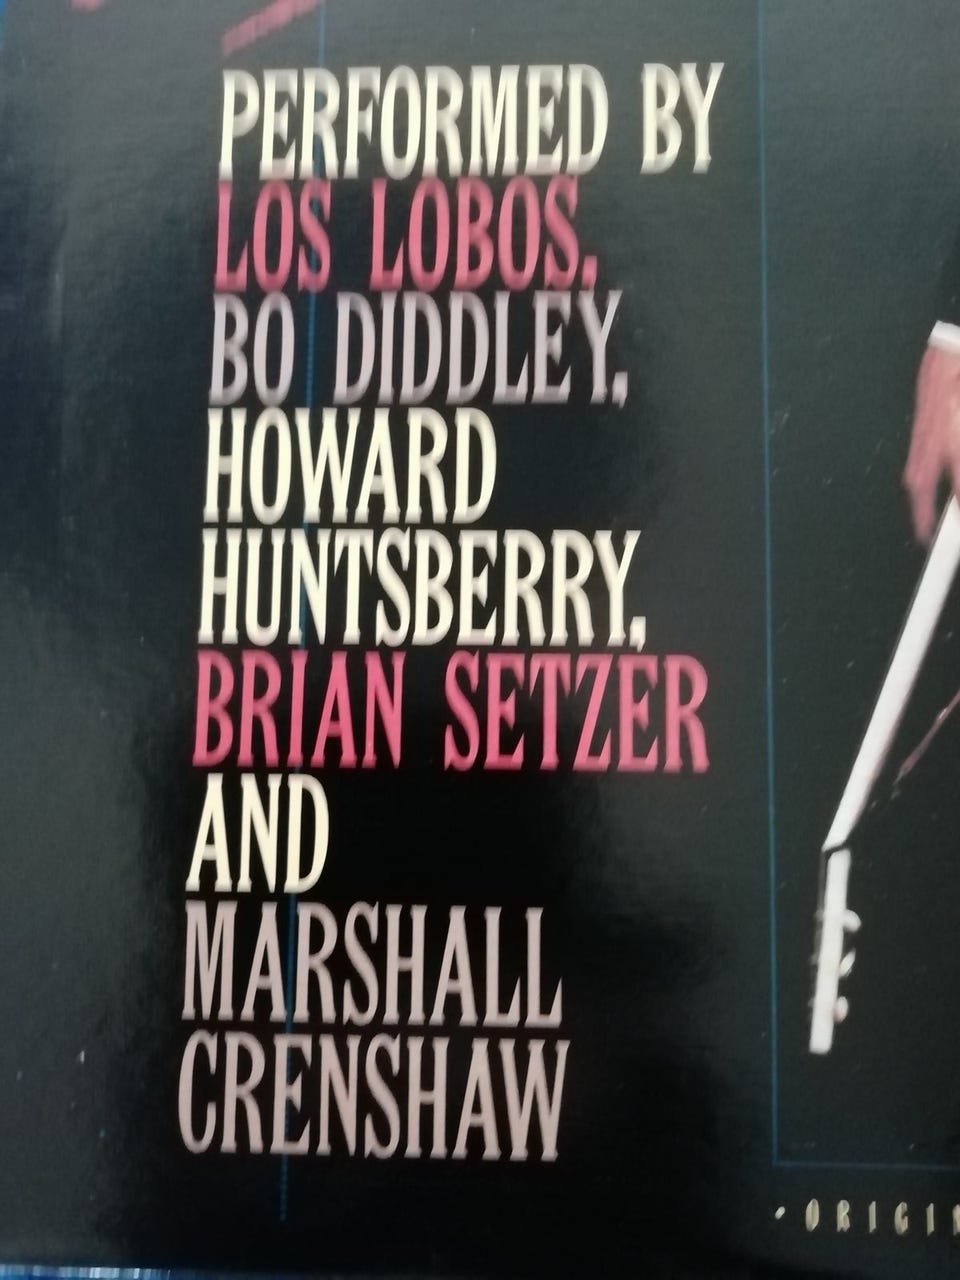 PERFORMED BY
LOS LOBOS,
BO DIDDLEY,
HOWARD
HUNTSBERRY,
BRIAN SETZER
AND
MARSHALL
CRENSHAW